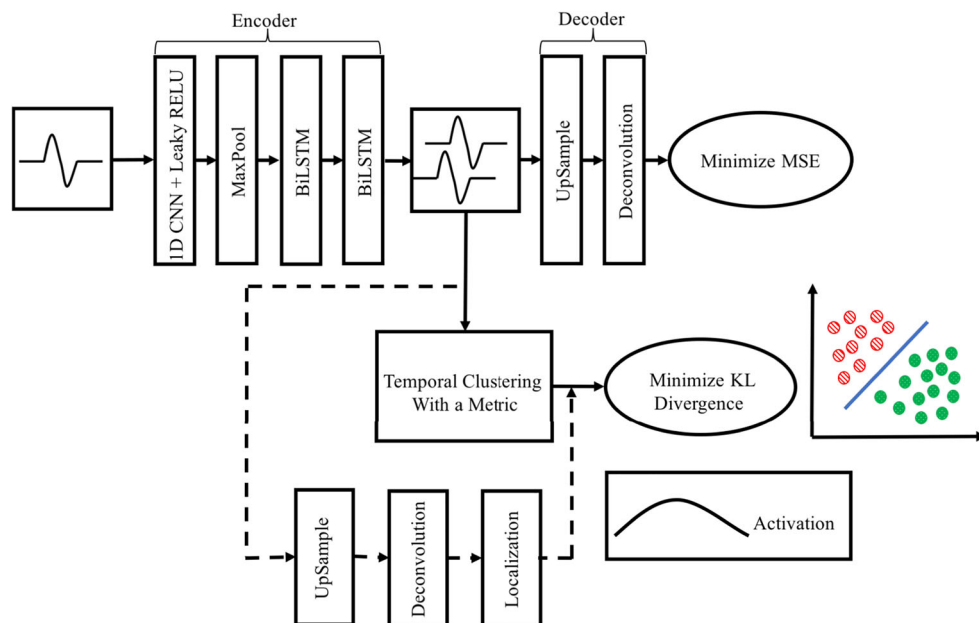 Encoder
Decoder
1D CNN + Leaky RELU
MaxPool
BiLSTM
BiLSTM
UpSample
Deconvolution
Minimize MSE
Temporal Clustering
With a Metric
Minimize KL
Divergence
UpSample
Deconvolution
Localization
Activation